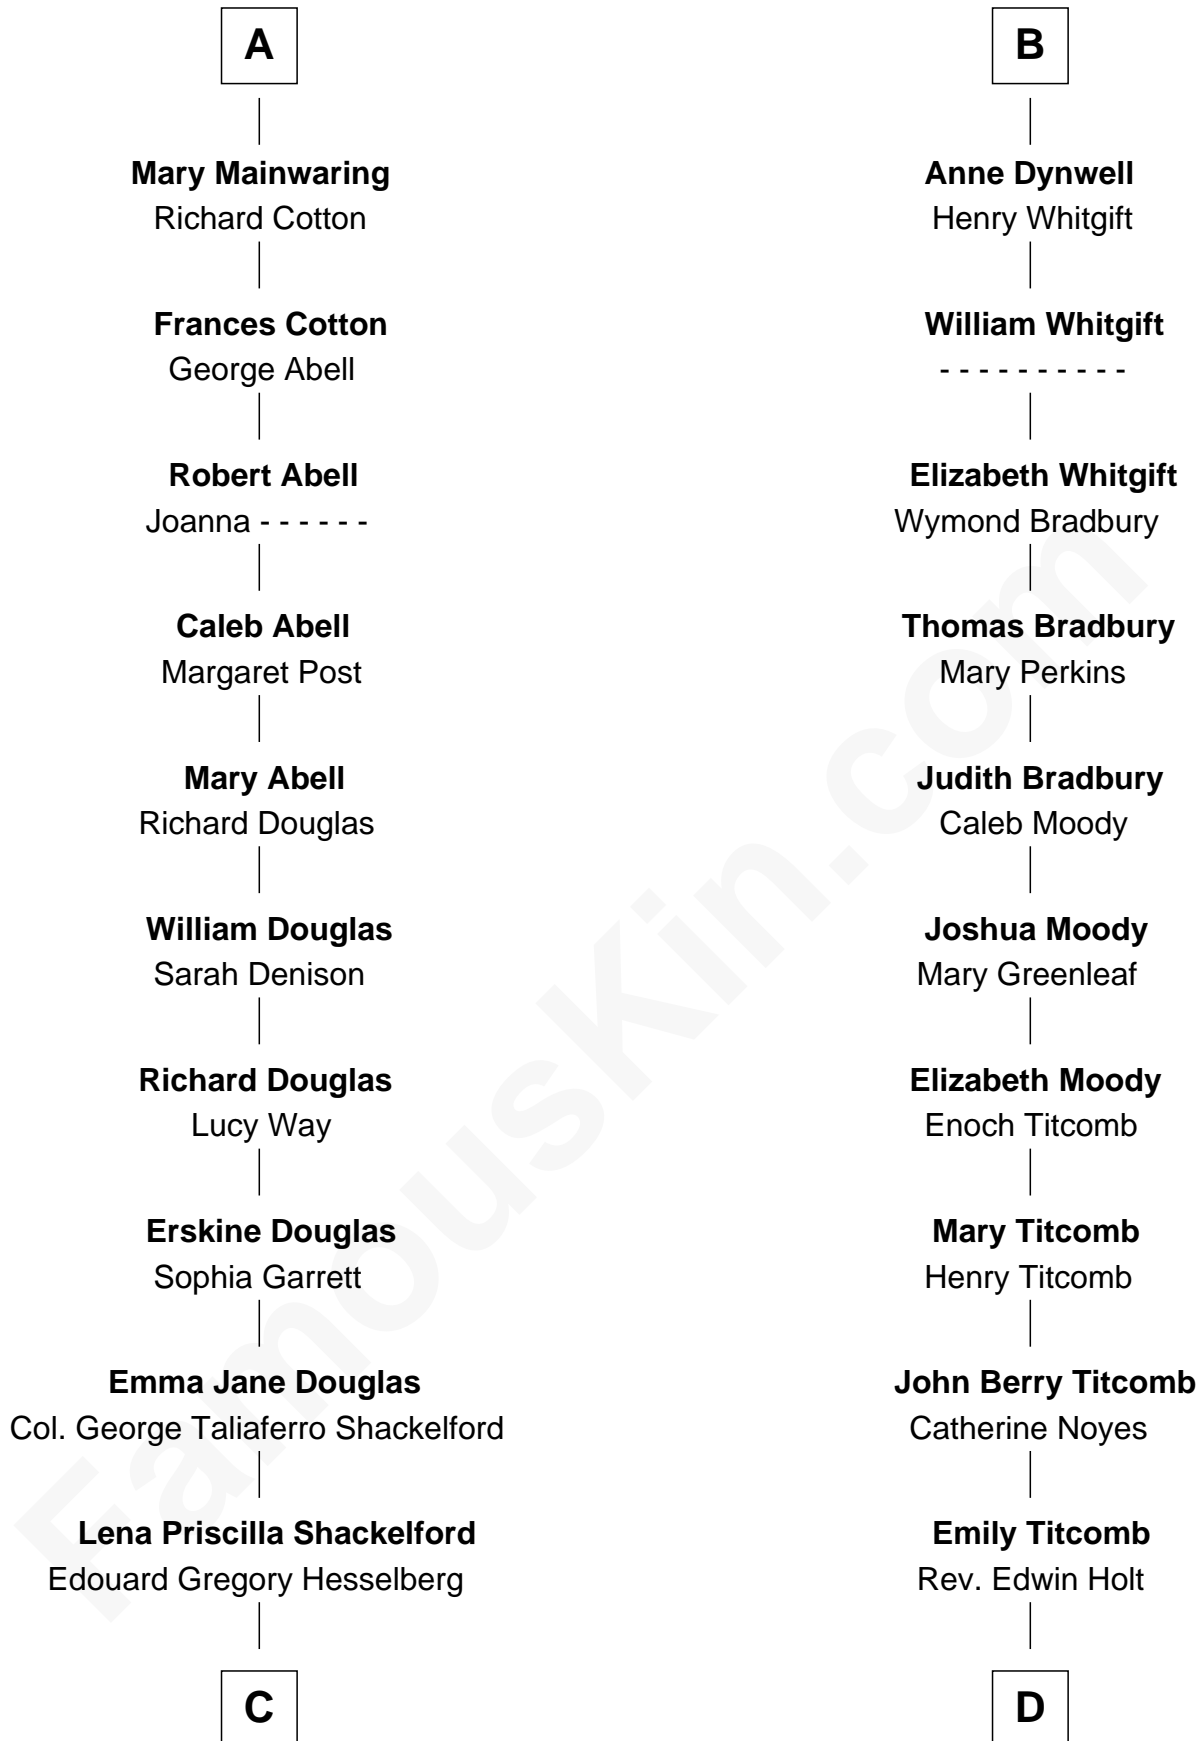 A
Mary Mainwaring
Richard Cotton
Frances Cotton
George Abell
Robert Abell
Joanna - - - - - -
Caleb Abell
Margaret Post
Mary Abell
Richard Douglas
William Douglas
Sarah Denison
Richard Douglas
Lucy Way
Erskine Douglas
Sophia Garrett
Emma Jane Douglas
Col. George Taliaferro Shackelford
Lena Priscilla Shackelford
Edouard Gregory Hesselberg
C
B
Anne Dynwell
Henry Whitgift
William Whitgift
- - - - - - - - - -
Elizabeth Whitgift
Wymond Bradbury
Thomas Bradbury
Mary Perkins
Judith Bradbury
Caleb Moody
Joshua Moody
Mary Greenleaf
Elizabeth Moody
Enoch Titcomb
Mary Titcomb
Henry Titcomb
John Berry Titcomb
Catherine Noyes
Emily Titcomb
Rev. Edwin Holt
D
FamousKin.com